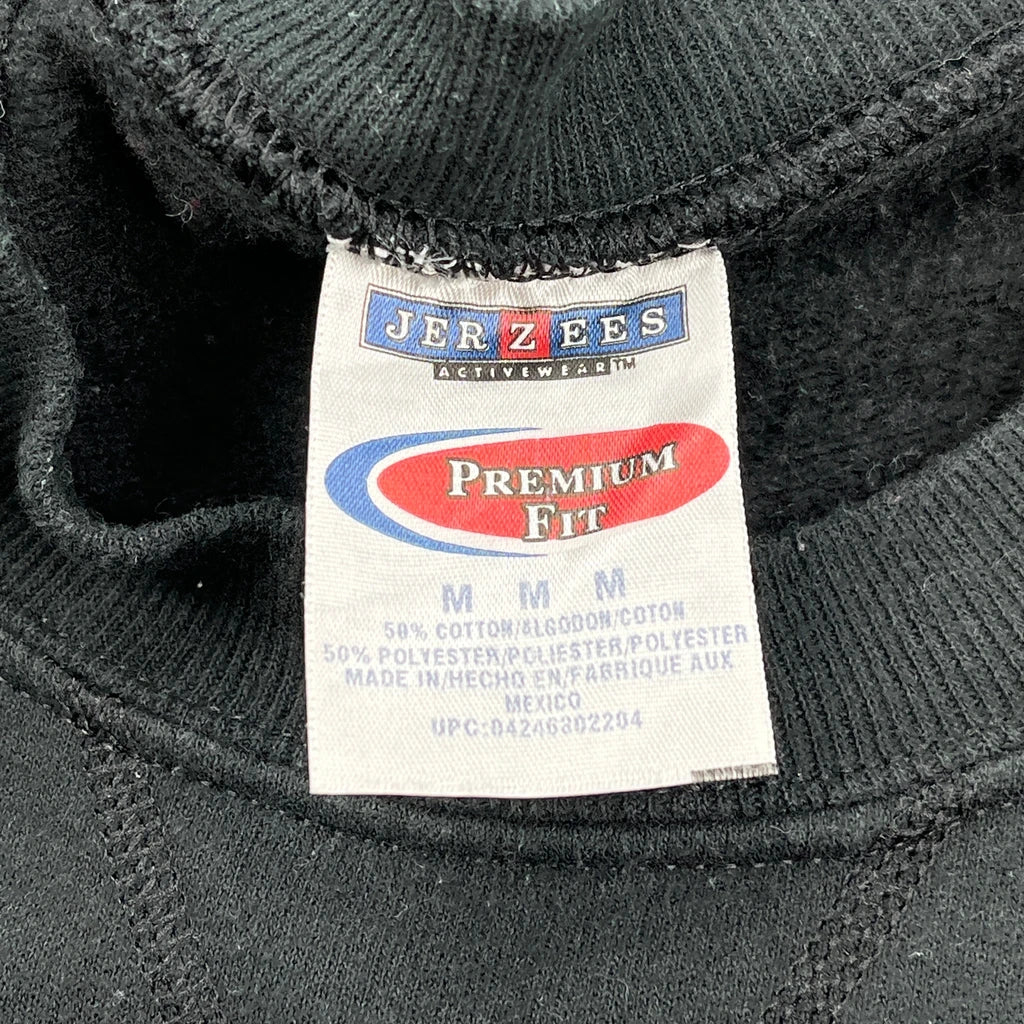 JERZEES
ACTIVEWEAR™
PREMIUM
FIT
M M M
50% COTTON/ALGODON/COTON
50% POLYESTER/POLIESTER/POLYESTER
MADE IN/HECHO EN/FABRIQUE AUX
MEXICO
UPC:04246302204